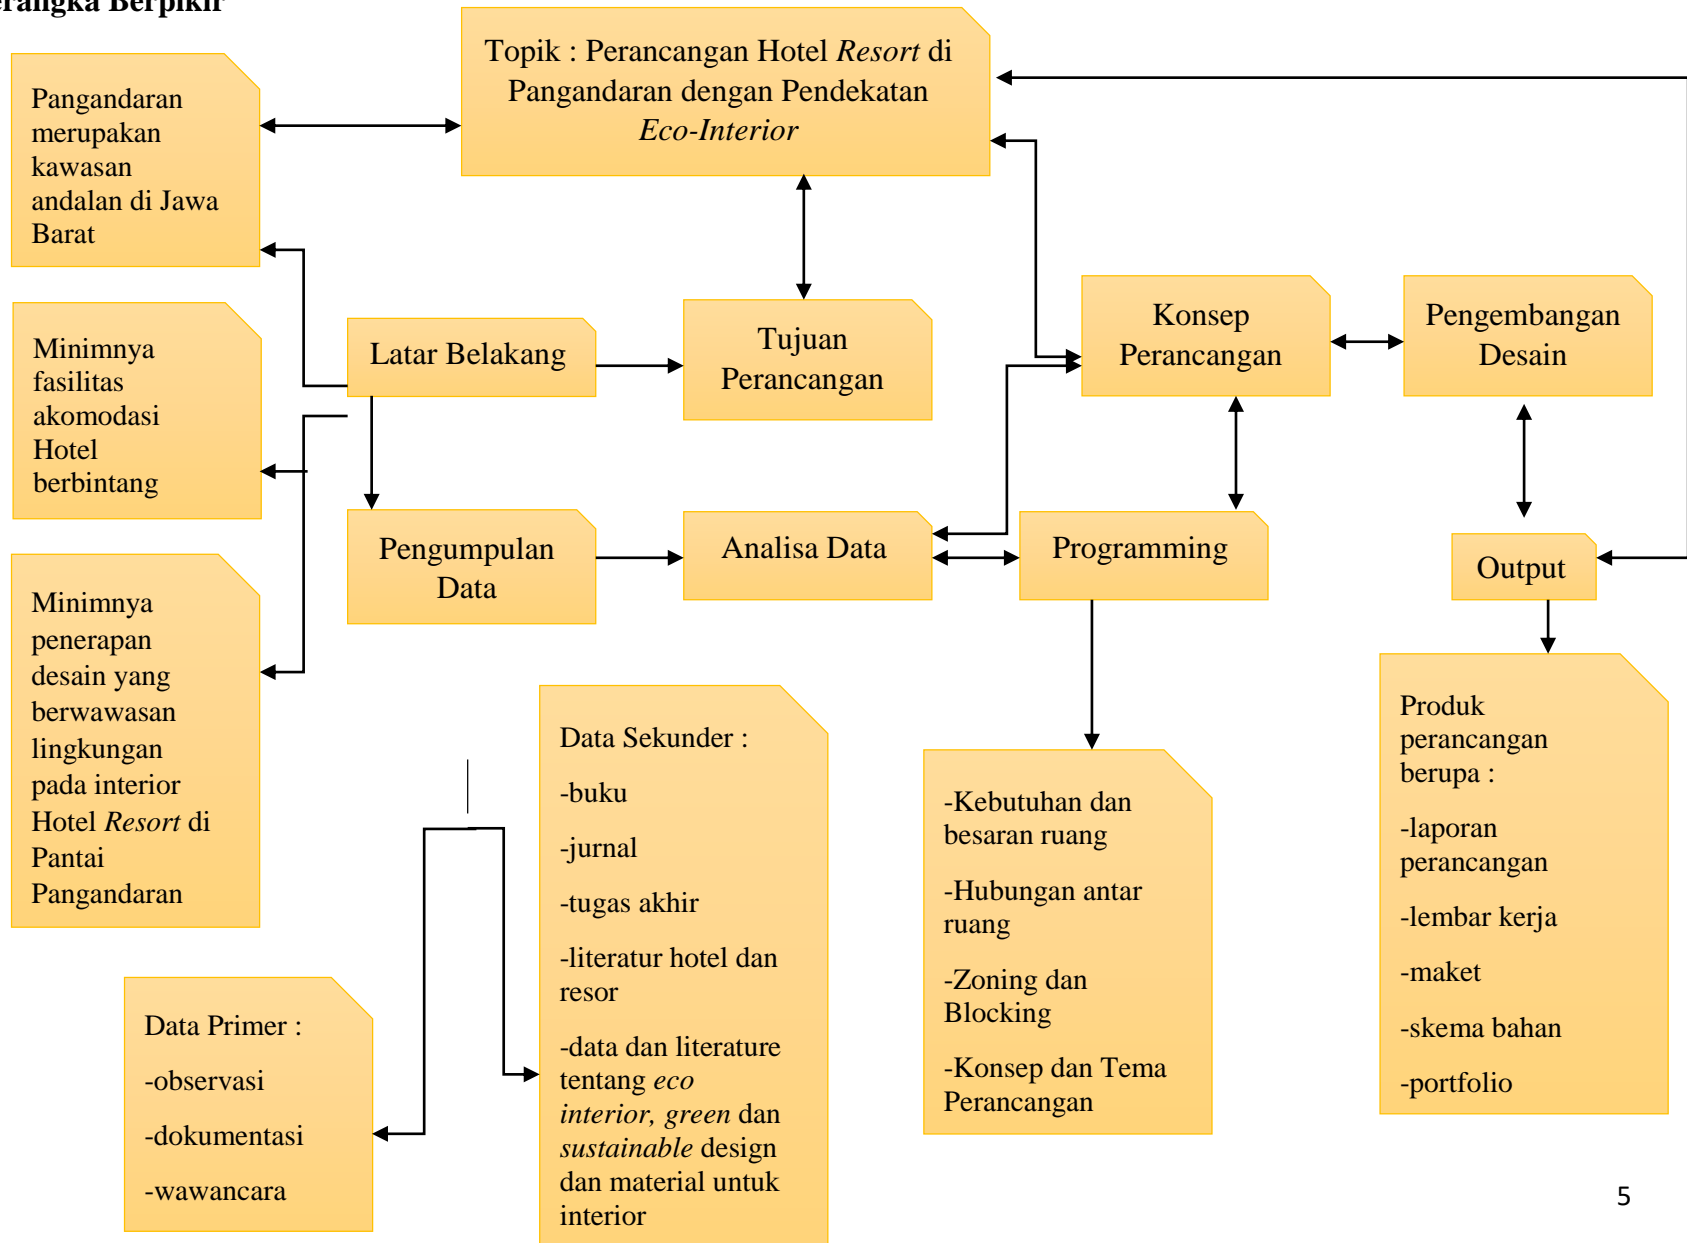 erangka Berpikir
Topik : Perancangan Hotel Resort di
Pangandaran dengan Pendekatan
Eco-Interior
Pangandaran
merupakan
kawasan
andalan di Jawa
Barat
Minimnya
fasilitas
akomodasi
Hotel
berbintang
Minimnya
penerapan
desain yang
berwawasan
lingkungan
pada interior
Hotel Resort di
Pantai
Pangandaran
Latar Belakang
Tujuan
Perancangan
Konsep
Perancangan
Pengembangan
Desain
Pengumpulan
Data
Analisa Data
Programming
Output
Data Primer :
-observasi
-dokumentasi
-wawancara
Data Sekunder :
-buku
-jurnal
-tugas akhir
-literatur hotel dan
resor
-data dan literature
tentang eco
interior, green dan
sustainable design
dan material untuk
interior
-Kebutuhan dan
besaran ruang
-Hubungan antar
ruang
-Zoning dan
Blocking
-Konsep dan Tema
Perancangan
Produk
perancangan
berupa :
-laporan
perancangan
-lembar kerja
-maket
-skema bahan
-portfolio
5